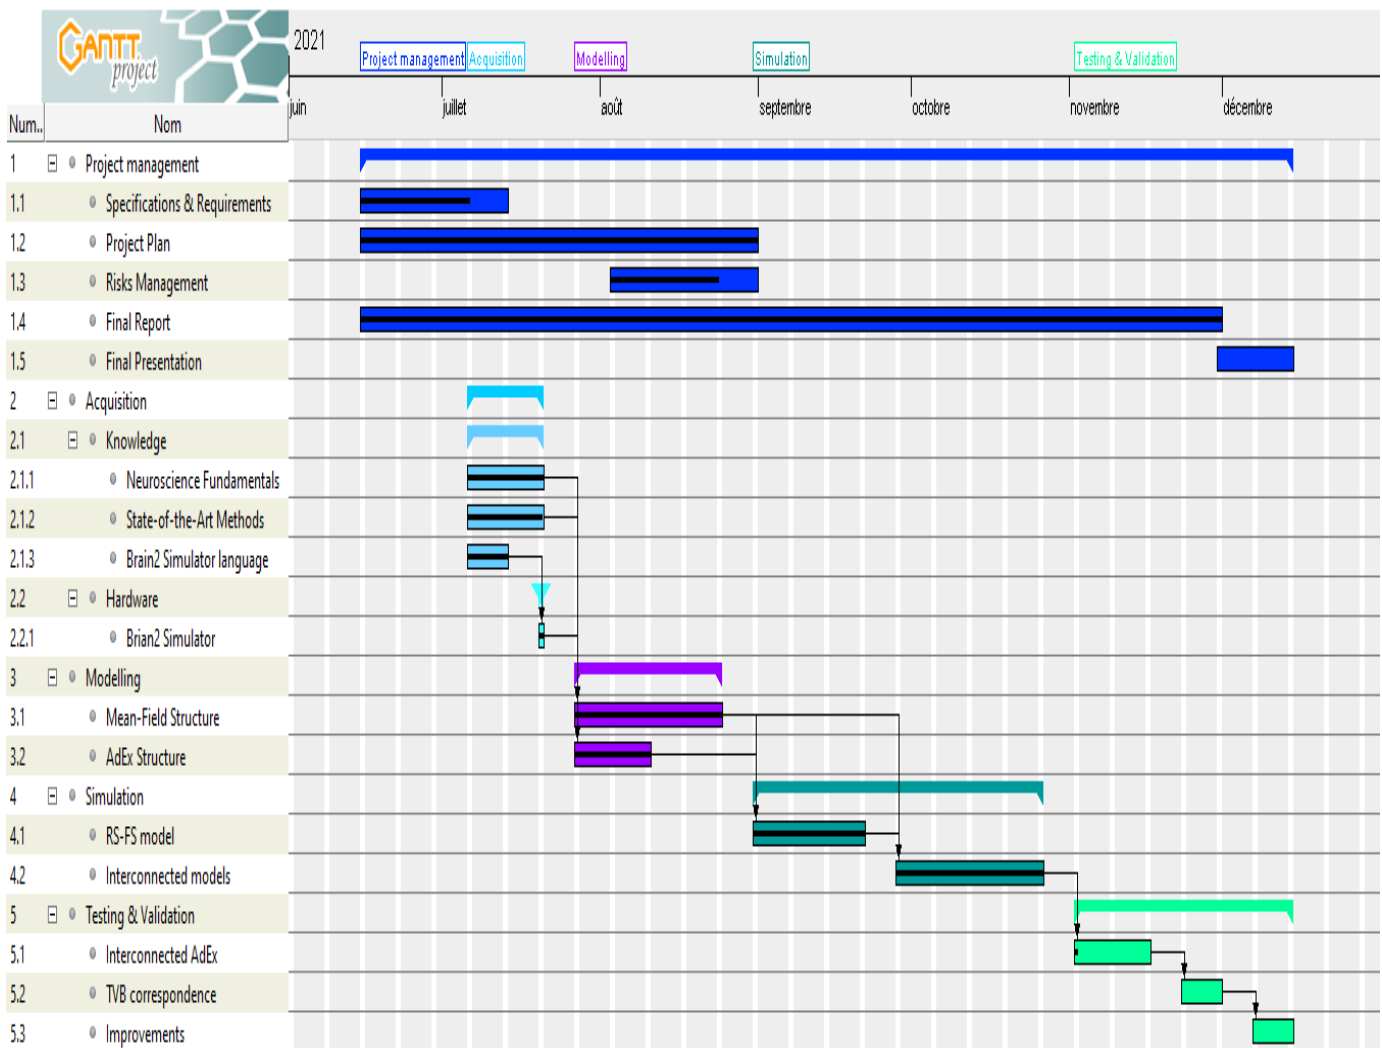 GANTT
project
2021
Project management Acquisition Modelling Simulation Testing & Validation
juin juillet août septembre octobre novembre décembre
Num.. Nom
1 Project management
1.1 Specifications & Requirements
1.2 Project Plan
1.3 Risks Management
1.4 Final Report
1.5 Final Presentation
2 Acquisition
2.1 Knowledge
2.1.1 Neuroscience Fundamentals
2.1.2 State-of-the-Art Methods
2.1.3 Brain2 Simulator language
2.2 Hardware
2.2.1 Brian2 Simulator
3 Modelling
3.1 Mean-Field Structure
3.2 AdEx Structure
4 Simulation
4.1 RS-FS model
4.2 Interconnected models
5 Testing & Validation
5.1 Interconnected AdEx
5.2 TVB correspondence
5.3 Improvements